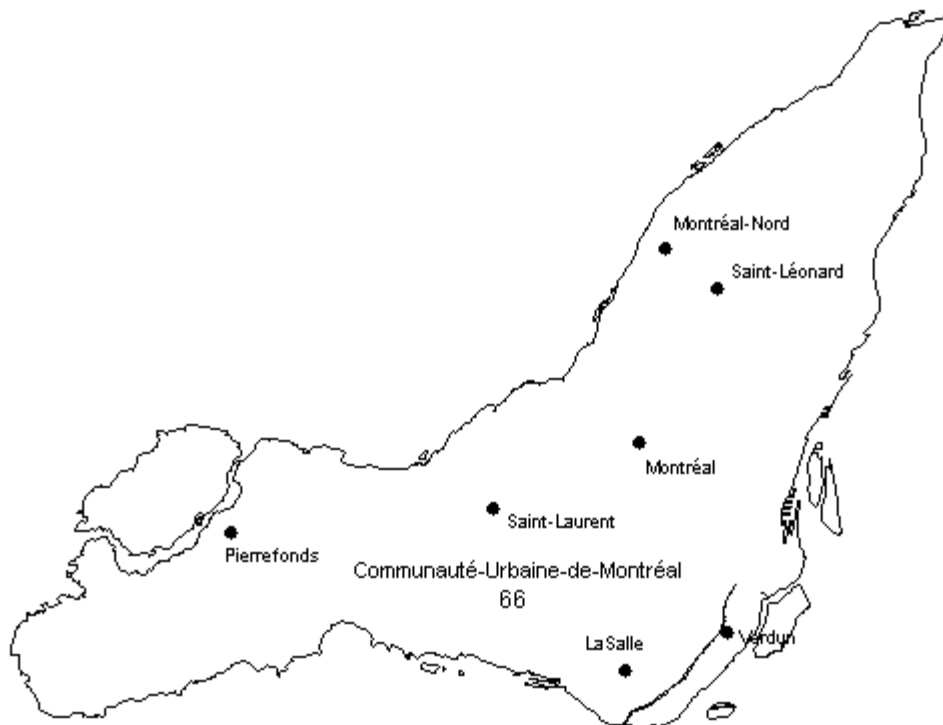 Montréal-Nord
Saint-Léonard
Montréal
Saint-Laurent
Pierrefonds
Communauté-Urbaine-de-Montréal
66
LaSalle
Verdun